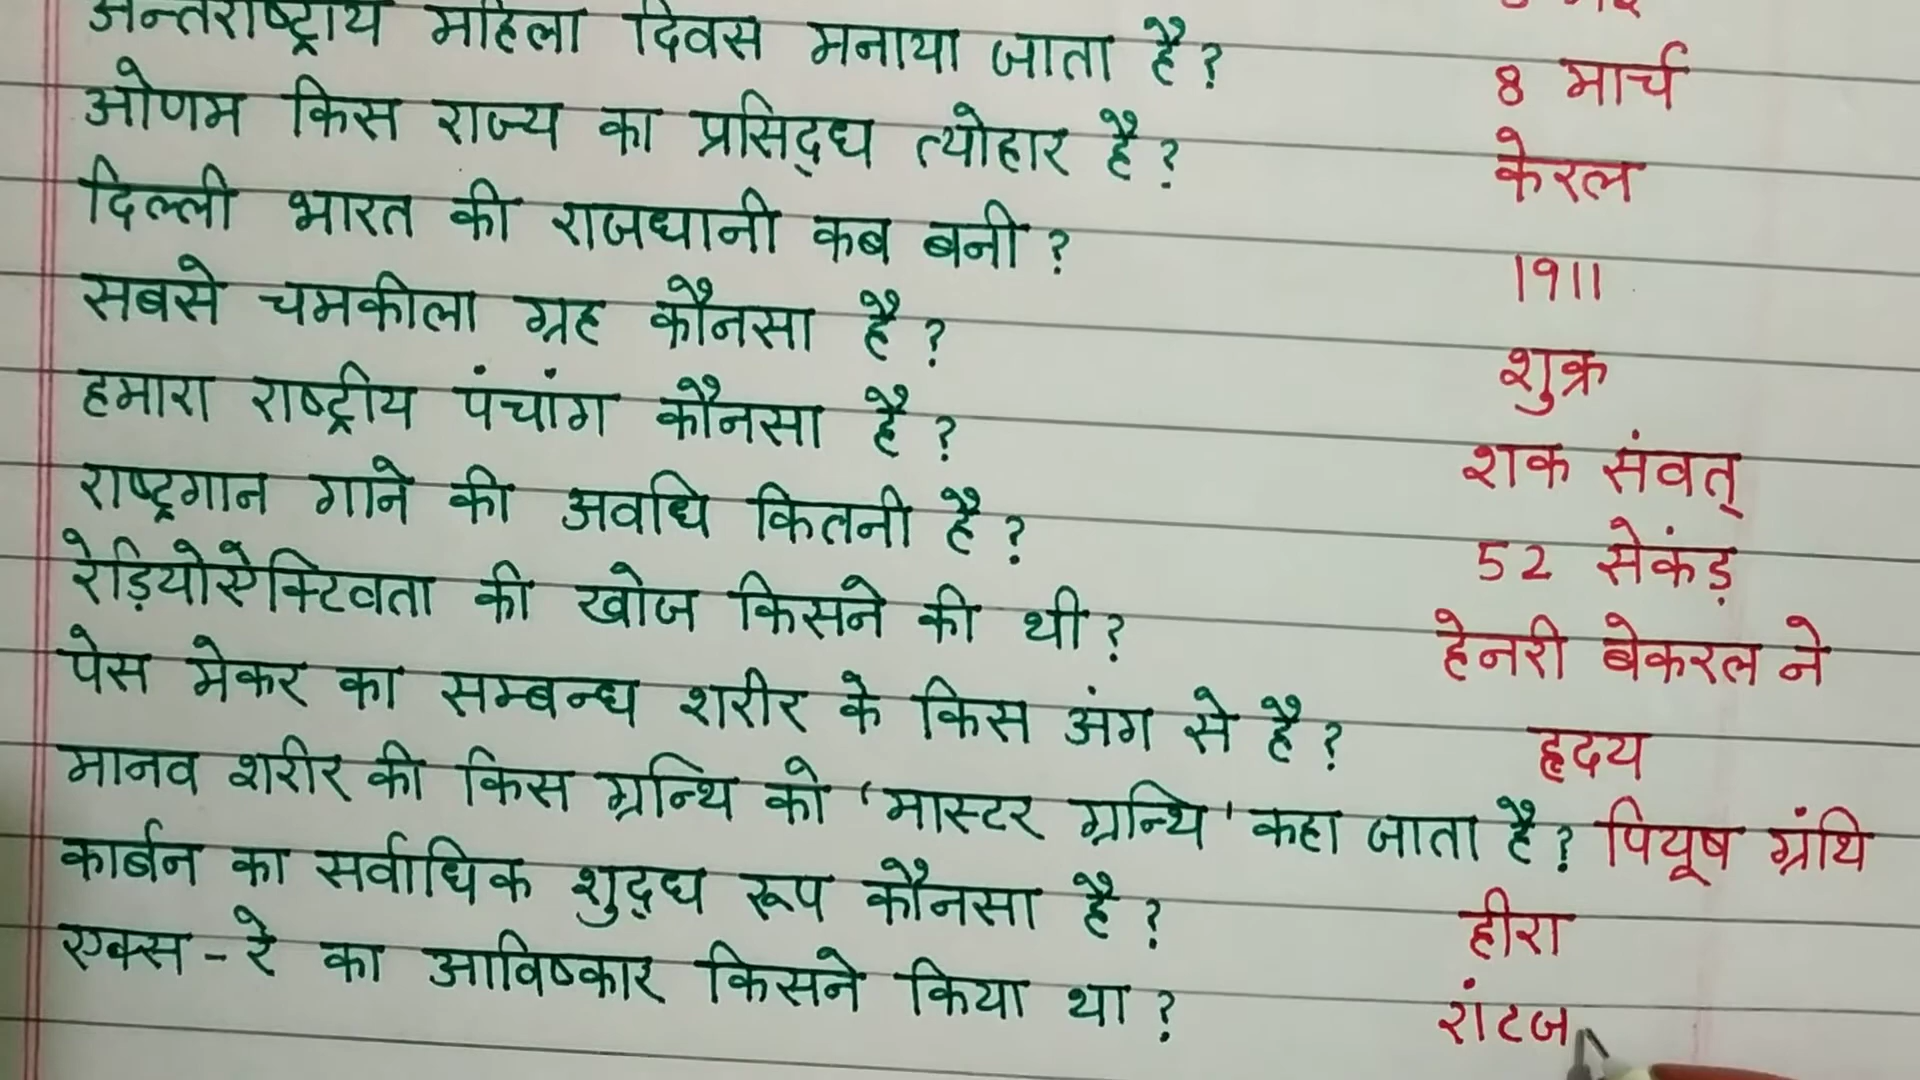 अन्तर्राष्ट्रीय महिला दिवस मनाया जाता है? 8 मार्च
ओणम किस राज्य का प्रसिद्ध त्योहार है? केरल
दिल्ली भारत की राजधानी कब बनी? 1911
सबसे चमकीला ग्रह कौनसा है? शुक्र
हमारा राष्ट्रीय पंचांग कौनसा है? शक संवत्
राष्ट्रगान गाने की अवधि कितनी है? 52 सेकंड़
रेड़ियोऐक्टिवता की खोज किसने की थी? हेनरी बेकरल ने
पेस मेकर का सम्बन्ध शरीर के किस अंग से है? हृदय
मानव शरीर की किस ग्रन्थि को 'मास्टर ग्रन्थि' कहा जाता है? पियूष ग्रंथि
कार्बन का सर्वाधिक शुद्ध रूप कौनसा है? हीरा
एक्स-रे का आविष्कार किसने किया था? रांटज